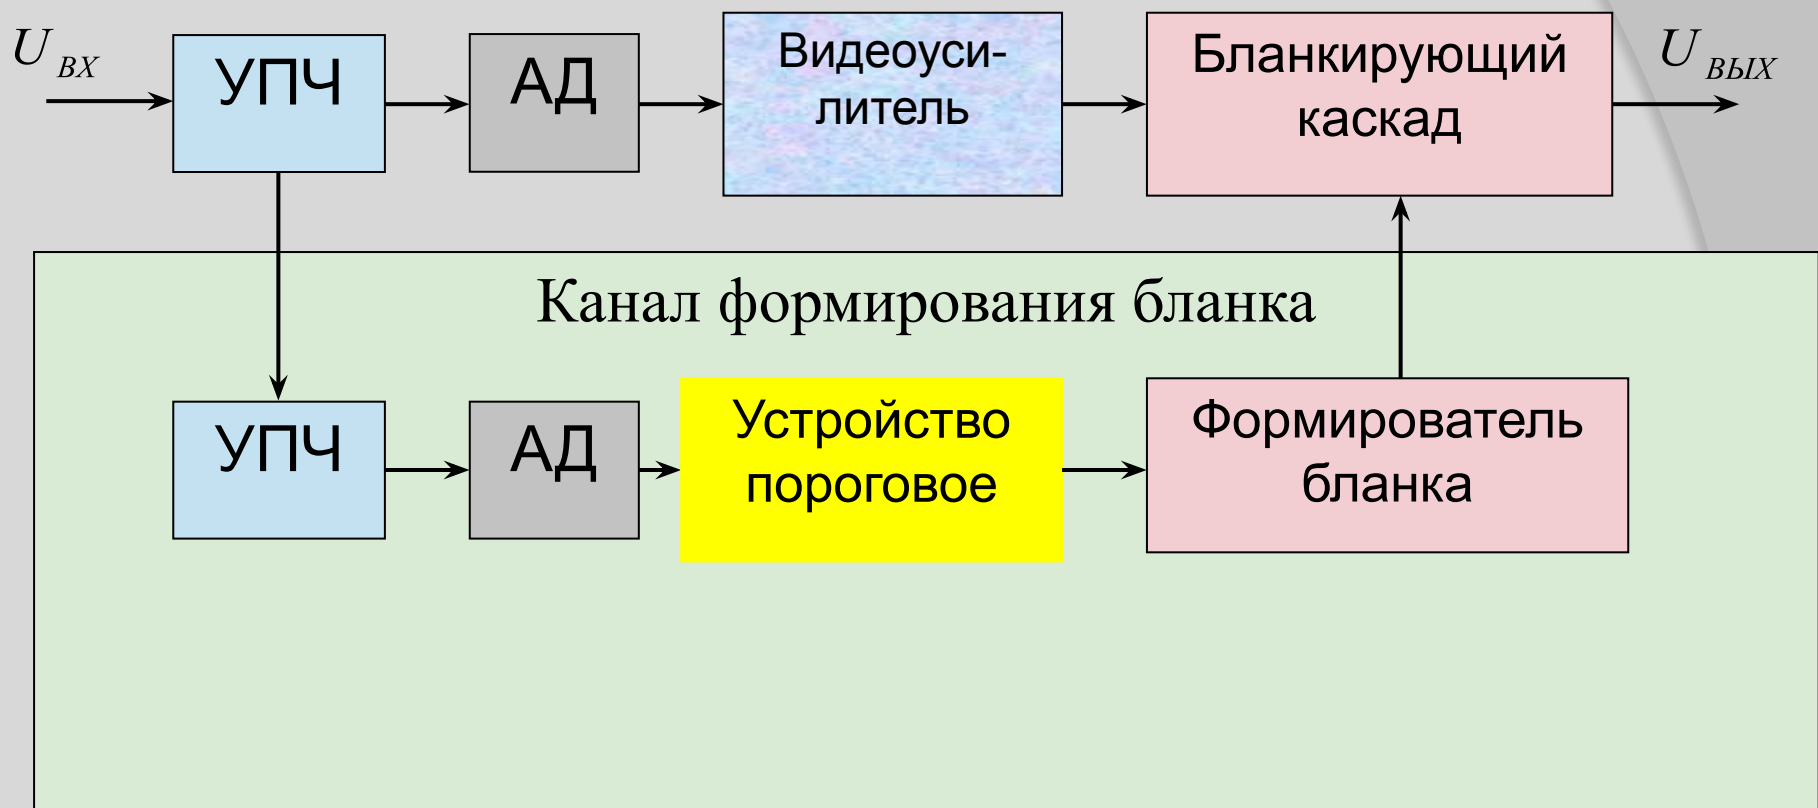 U ВХ
УПЧ
АД
Видеоуси-
литель
Бланкирующий
каскад
U ВЫХ
Канал формирования бланка
УПЧ
АД
Устройство
пороговое
Формирователь
бланка